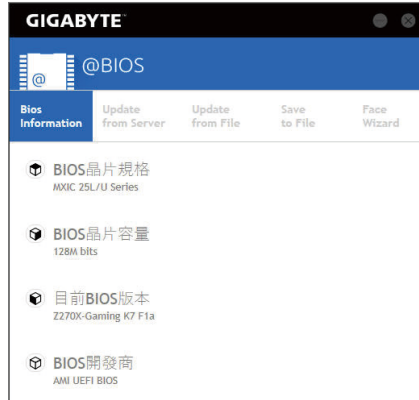 GIGABYTE™
@
@BIOS
Bios
Information
Update
from Server
Update
from File
Save
to File
Face
Wizard
BIOS晶片規格
MXIC 25L/U Series
BIOS晶片容量
128M bits
目前BIOS版本
Z270X-Gaming K7 F1a
BIOS開發商
AMI UEFI BIOS